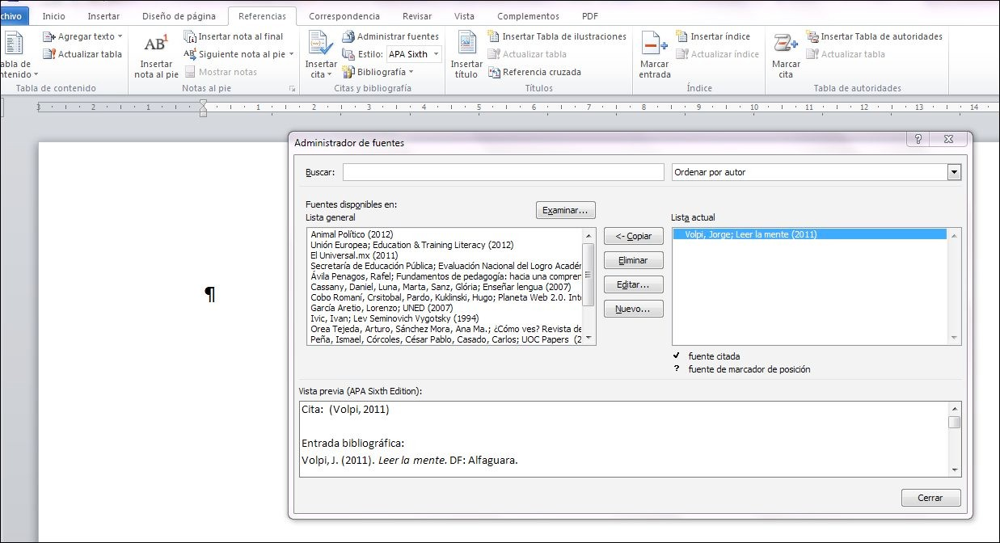 chivo Inicio Insertar Diseño de página Referencias Correspondencia Revisar Vista Complementos PDF
Agregar texto Insertar nota al final Administrar fuentes Insertar Tabla de ilustraciones Insertar índice Insertar Tabla de autoridades
Actualizar tabla Siguiente nota al pie Estilo: APA Sixth Actualizar tabla Actualizar índice Actualizar tabla
abla de ntenido Insertar nota al pie Mostrar notas Insertar cita Bibliografía Insertar título Referencia cruzada Marcar entrada Marcar cita
Tabla de contenido Notas al pie Citas y bibliografía Títulos Índice Tabla de autoridades
3 2 1 1 2 3 4 5 6 7 8 9 10 11 12 13 14
Administrador de fuentes
Buscar: Ordenar por autor
Fuentes disponibles en:
Lista general Examinar... Lista actual
Animal Político (2012)
Unión Europea; Education & Training Literacy (2012)
El Universal.mx (2011)
Secretaría de Educación Pública; Evaluación Nacional del Logro Acadér
Ávila Penagos, Rafel; Fundamentos de pedagogía: hacia una compren
Cassany, Daniel, Luna, Marta, Sanz, Glória; Enseñar lengua (2007)
Cobo Romaní, Crsitobal, Pardo, Kuklinski, Hugo; Planeta Web 2.0. Inte
García Aretio, Lorenzo; UNED (2007)
Ivic, Ivan; Lev Seminovich Vygotsky (1994)
Orea Tejeda, Arturo, Sánchez Mora, Ana Ma.; ¿Cómo ves? Revista de
Peña, Ismael, Córcoles, César Pablo, Casado, Carlos; UOC Papers (2
<- Copiar
Eliminar
Editar...
Nuevo...
Volpi, Jorge; Leer la mente (2011)
¶
fuente citada
? fuente de marcador de posición
Vista previa (APA Sixth Edition):
Cita: (Volpi, 2011)
Entrada bibliográfica:
Volpi, J. (2011). Leer la mente. DF: Alfaguara.
Cerrar